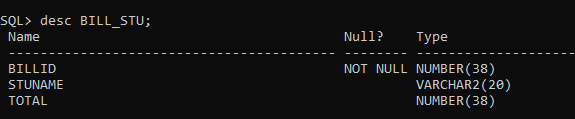 SQL> desc BILL_STU;
Name Null? Type
----------------------------------------- -------- ----------------------------
BILLID NOT NULL NUMBER(38)
STUNAME VARCHAR2(20)
TOTAL NUMBER(38)